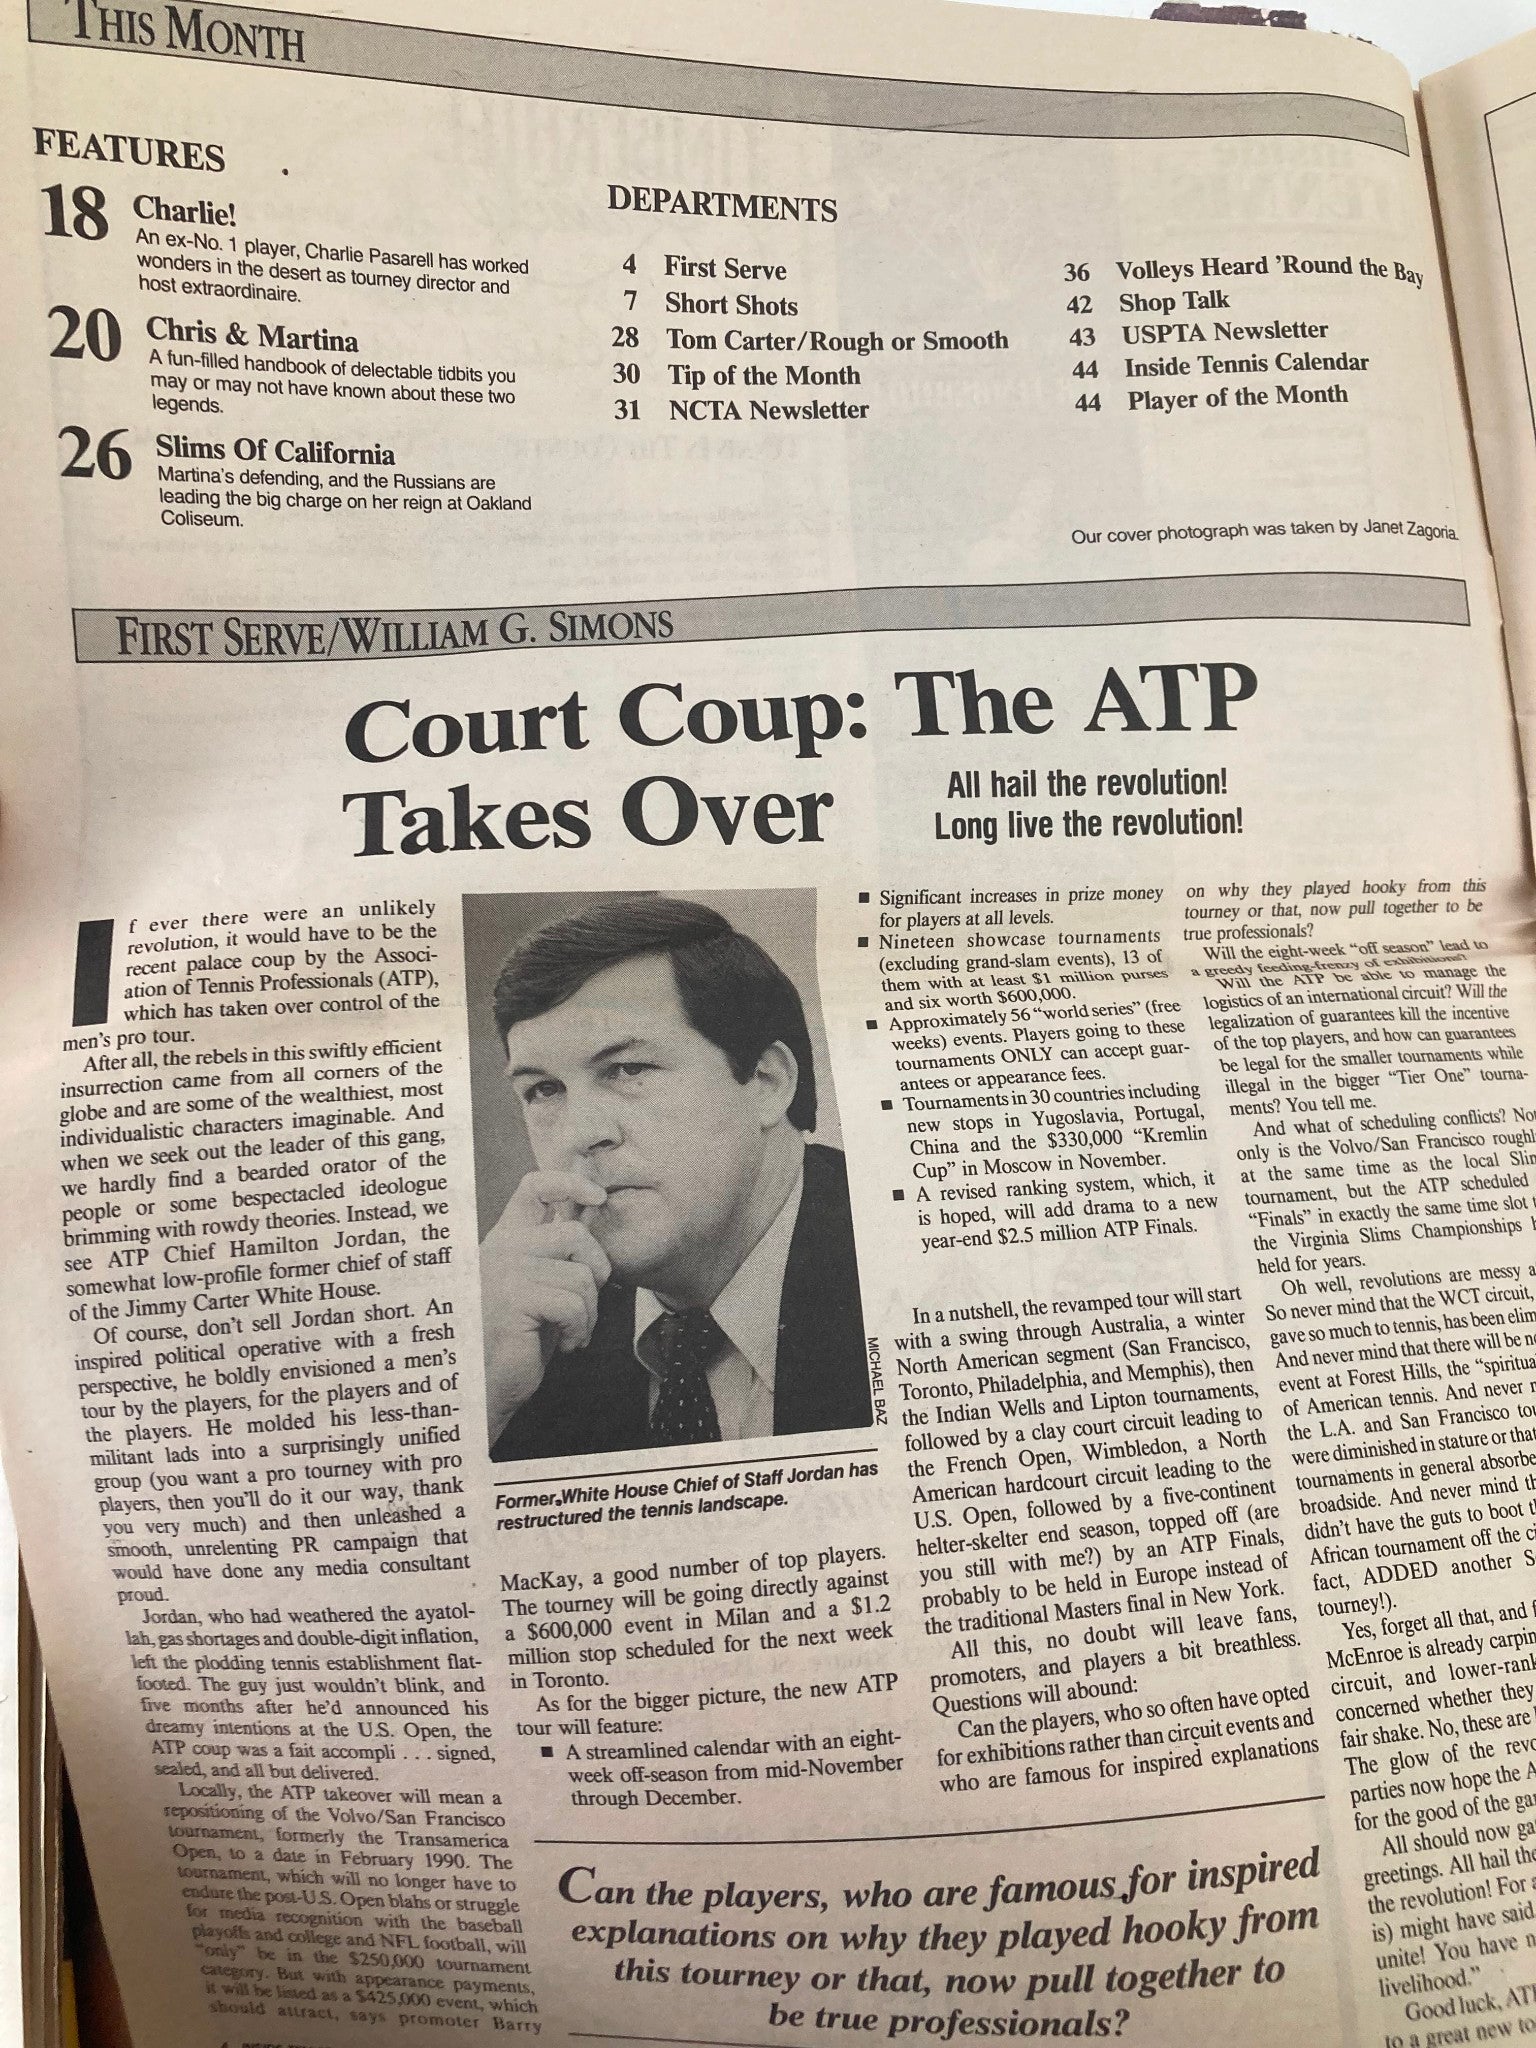 THIS MONTH
FEATURES
18 Charlie!
An ex-No. 1 player, Charlie Pasarell has worked
wonders in the desert as tourney director and
host extraordinaire.
20 Chris & Martina
A fun-filled handbook of delectable tidbits you
may or may not have known about these two
legends.
26 Slims Of California
Martina's defending, and the Russians are
leading the big charge on her reign at Oakland
Coliseum.
DEPARTMENTS
4 First Serve
7 Short Shots
28 Tom Carter/Rough or Smooth
30 Tip of the Month
31 NCTA Newsletter
36 Volleys Heard 'Round the Bay
42 Shop Talk
43 USPTA Newsletter
44 Inside Tennis Calendar
44 Player of the Month
Our cover photograph was taken by Janet Zagoria.
FIRST SERVE/WILLIAM G. SIMONS
Court Coup: The ATP
Takes Over
All hail the revolution!
Long live the revolution!
If ever there were an unlikely
revolution, it would have to be the
recent palace coup by the Associ-
ation of Tennis Professionals (ATP),
which has taken over control of the
men's pro tour.
After all, the rebels in this swiftly efficient
insurrection came from all corners of the
globe and are some of the wealthiest, most
individualistic characters imaginable. And
when we seek out the leader of this gang,
we hardly find a bearded orator of the
people or some bespectacled ideologue
brimming with rowdy theories. Instead, we
see ATP Chief Hamilton Jordan, the
somewhat low-profile former chief of staff
of the Jimmy Carter White House.
Of course, don't sell Jordan short. An
inspired political operative with a fresh
perspective, he boldly envisioned a men's
tour by the players, for the players and of
the players. He molded his less-than-
militant lads into a surprisingly unified
group (you want a pro tourney with pro
players, then you'll do it our way, thank
you very much) and then unleashed a
smooth, unrelenting PR campaign that
would have done any media consultant
proud.
Jordan, who had weathered the ayatol-
lah, gas shortages and double-digit inflation,
left the plodding tennis establishment flat-
footed. The guy just wouldn't blink, and
five months after he'd announced his
dreamy intentions at the U.S. Open, the
ATP coup was a fait accompli . . . signed,
sealed, and all but delivered.
Locally, the ATP takeover will mean a
repositioning of the Volvo/San Francisco
tournament, formerly the Transamerica
Open, to a date in February 1990. The
tournament, which will no longer have to
endure the post-U.S. Open blahs or struggle
for media recognition with the baseball
playoffs and college and NFL football, will
"only" be in the $250,000 tournament
category. But with appearance payments,
it will be listed as a $425,000 event, which
should attract, says promoter Barry
MICHAEL BAZ
Former White House Chief of Staff Jordan has
restructured the tennis landscape.
MacKay, a good number of top players.
The tourney will be going directly against
a $600,000 event in Milan and a $1.2
million stop scheduled for the next week
in Toronto.
As for the bigger picture, the new ATP
tour will feature:
■ A streamlined calendar with an eight-
week off-season from mid-November
through December.
■ Significant increases in prize money
for players at all levels.
■ Nineteen showcase tournaments
(excluding grand-slam events), 13 of
them with at least $1 million purses
and six worth $600,000.
■ Approximately 56 "world series" (free
weeks) events. Players going to these
tournaments ONLY can accept guar-
antees or appearance fees.
■ Tournaments in 30 countries including
new stops in Yugoslavia, Portugal,
China and the $330,000 "Kremlin
Cup" in Moscow in November.
■ A revised ranking system, which, it
is hoped, will add drama to a new
year-end $2.5 million ATP Finals.
In a nutshell, the revamped tour will start
with a swing through Australia, a winter
North American segment (San Francisco,
Toronto, Philadelphia, and Memphis), then
the Indian Wells and Lipton tournaments,
followed by a clay court circuit leading to
the French Open, Wimbledon, a North
American hardcourt circuit leading to the
U.S. Open, followed by a five-continent
helter-skelter end season, topped off (are
you still with me?) by an ATP Finals,
probably to be held in Europe instead of
the traditional Masters final in New York.
All this, no doubt will leave fans,
promoters, and players a bit breathless.
Questions will abound:
Can the players, who so often have opted
for exhibitions rather than circuit events and
who are famous for inspired explanations
on why they played hooky from this
tourney or that, now pull together to be
true professionals?
Will the eight-week "off season" lead to
a greedy feeding-frenzy of exhibitions?
Will the ATP be able to manage the
logistics of an international circuit? Will the
legalization of guarantees kill the incentive
of the top players, and how can guarantees
be legal for the smaller tournaments while
illegal in the bigger "Tier One" tourna-
ments? You tell me.
And what of scheduling conflicts? No
only is the Volvo/San Francisco roughl
at the same time as the local Slim
tournament, but the ATP scheduled
"Finals" in exactly the same time slot t
the Virginia Slims Championships h
held for years.
Oh well, revolutions are messy a
So never mind that the WCT circuit,
gave so much to tennis, has been elim
And never mind that there will be no
event at Forest Hills, the "spiritua
of American tennis. And never
the L.A. and San Francisco tou
were diminished in stature or that
tournaments in general absorbe
broadside. And never mind th
didn't have the guts to boot t
African tournament off the ci
fact, ADDED another S
tourney!).
Yes, forget all that, and f
McEnroe is already carpin
circuit, and lower-rank
concerned whether they
fair shake. No, these are
The glow of the revo
parties now hope the A
for the good of the ga
All should now ga
greetings. All hail the
the revolution! For a
is) might have said
unite! You have n
livelihood."
Good luck, ATP
to a great new to
Can the players, who are famous for inspired
explanations on why they played hooky from
this tourney or that, now pull together to
be true professionals?